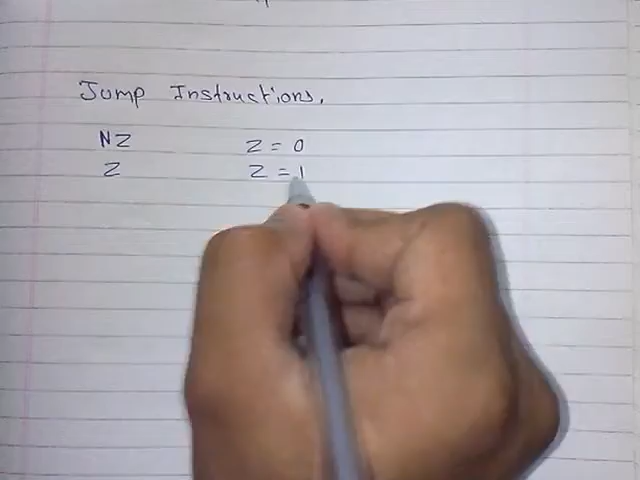 Jump Instructions.
NZ Z = 0
Z Z = 1